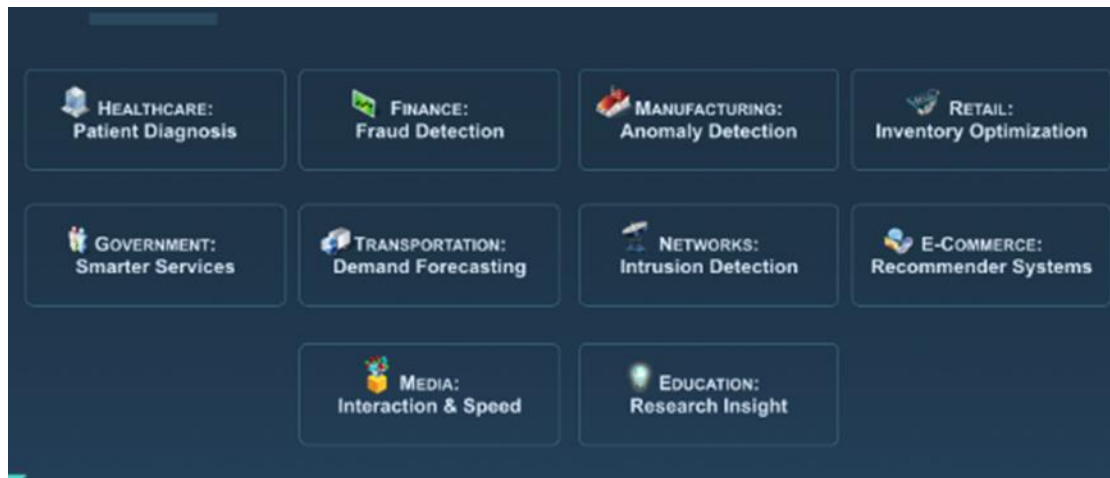 HEALTHCARE:
Patient Diagnosis
FINANCE:
Fraud Detection
MANUFACTURING:
Anomaly Detection
RETAIL:
Inventory Optimization
GOVERNMENT:
Smarter Services
TRANSPORTATION:
Demand Forecasting
NETWORKS:
Intrusion Detection
E-COMMERCE:
Recommender Systems
MEDIA:
Interaction & Speed
EDUCATION:
Research Insight